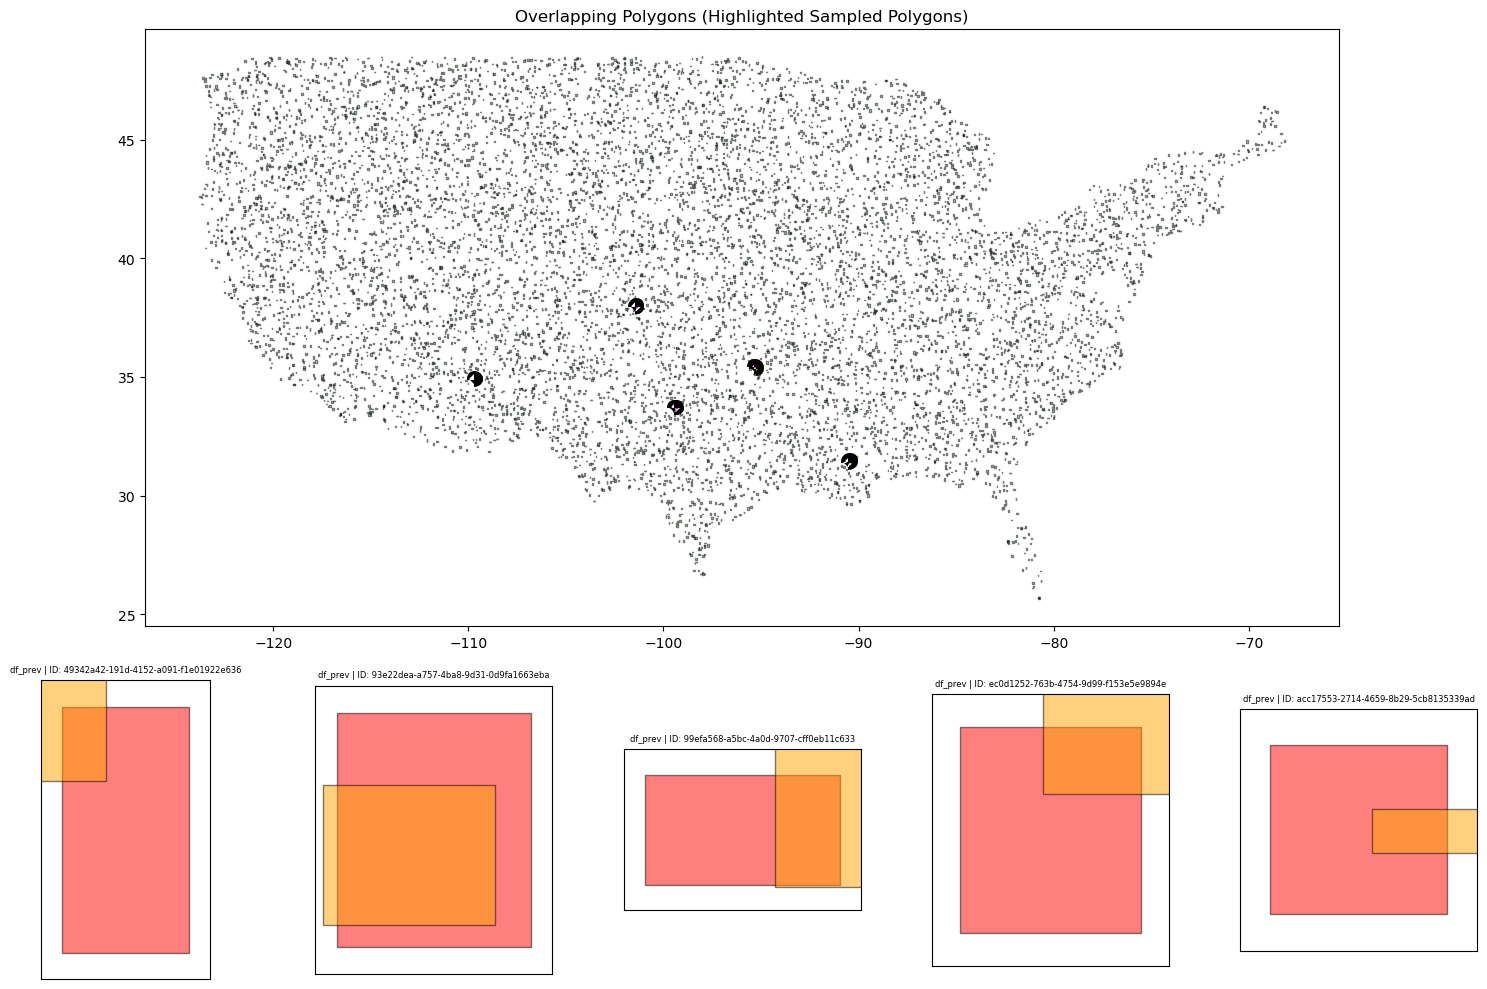 Overlapping Polygons (Highlighted Sampled Polygons)
45
40
35
30
25
−120
−110
−100
−90
−80
−70
df_prev | ID: 49342a42-191d-4152-a091-f1e01922e636
df_prev | ID: 93e22dea-a757-4ba8-9d31-0d9fa1663eba
df_prev | ID: 99efa568-a5bc-4a0d-9707-cff0eb11c633
df_prev | ID: ec0d1252-763b-4754-9d99-f153e5e9894e
df_prev | ID: acc17553-2714-4659-8b29-5cb8135339ad